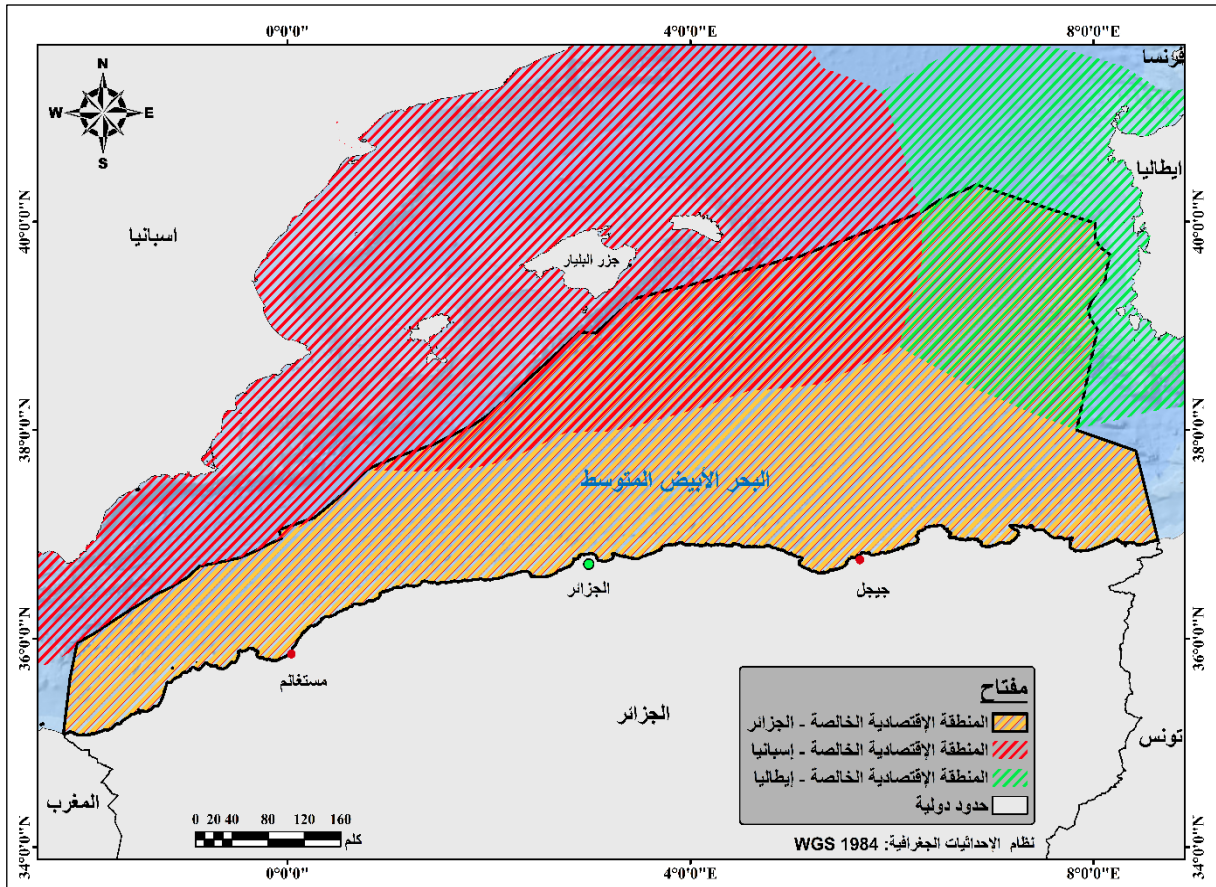 0°0'0"
4°0'0"E
8°0'0"E
فرنسا
N
W
E
S
ايطاليا
40°0'0"N
40°0'0"N
اسبانيا
جزر البليار
38°0'0"N
38°0'0"N
البحر الأبيض المتوسط
الجزائر
جيجل
36°0'0"N
36°0'0"N
مستغانم
الجزائر
تونس
المغرب
مفتاح
المنطقة الإقتصادية الخالصة - الجزائر
المنطقة الإقتصادية الخالصة - إسبانيا
المنطقة الإقتصادية الخالصة - إيطاليا
حدود دولية
0 20 40 80 120 160
كلم
نظام الإحداثيات الجغرافية: WGS 1984
34°0'0"N
34°0'0"N
0°0'0"
4°0'0"E
8°0'0"E